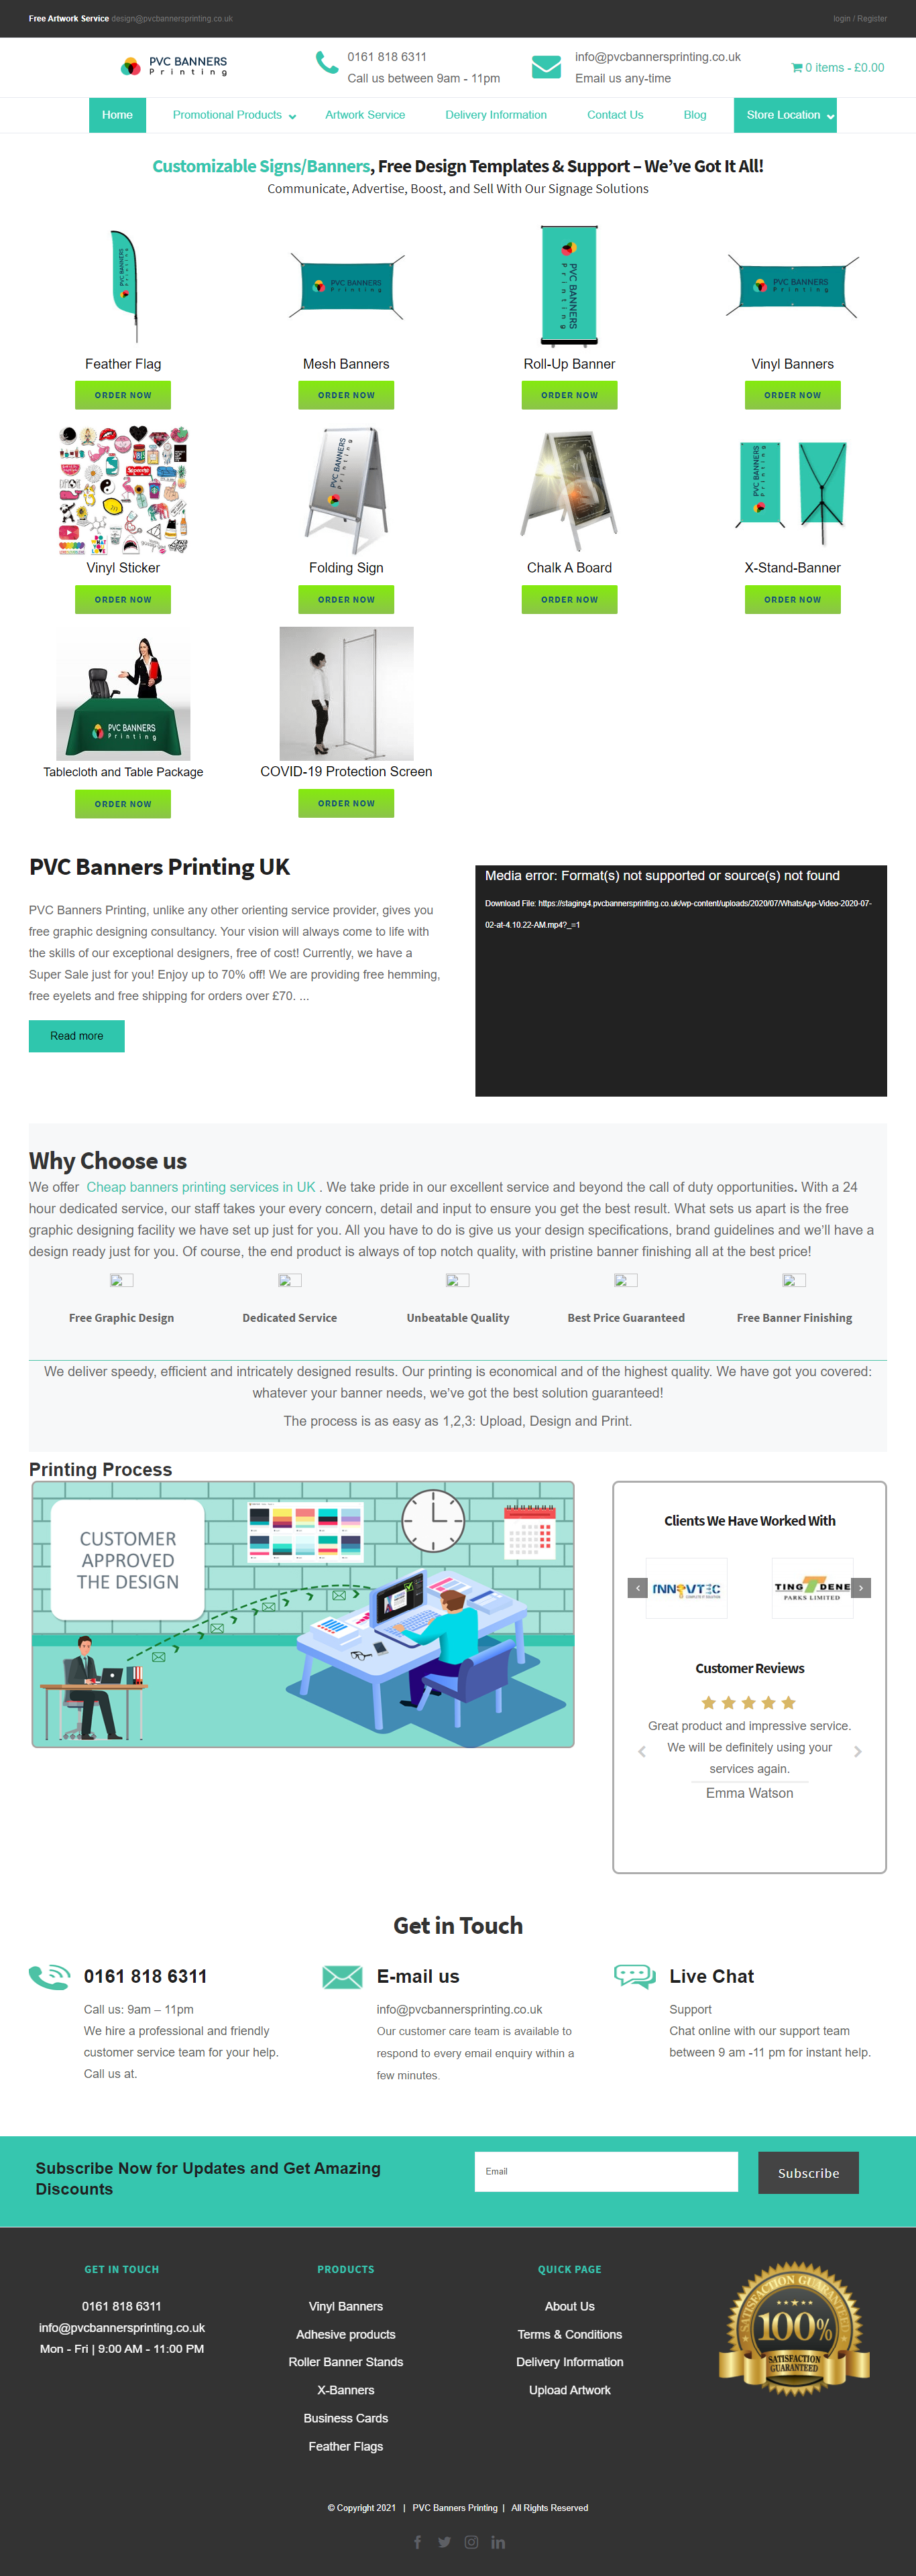 Free Artwork Service design@pvcbannersprinting.co.uk
login / Register
PVC BANNERS
Printing
0161 818 6311
Call us between 9am - 11pm
info@pvcbannersprinting.co.uk
Email us any-time
0 items - £0.00
Home
Promotional Products
Artwork Service
Delivery Information
Contact Us
Blog
Store Location
Customizable Signs/Banners, Free Design Templates & Support – We've Got It All!
Communicate, Advertise, Boost, and Sell With Our Signage Solutions
PVC BANNERS
Printing
PVC BANNERS
Printing
PVC BANNERS
Printing
PVC BANNERS
Printing
Feather Flag
Mesh Banners
Roll-Up Banner
Vinyl Banners
ORDER NOW
ORDER NOW
ORDER NOW
ORDER NOW
PVC BANNERS
Printing
PVC BANNERS
Printing
Vinyl Sticker
Folding Sign
Chalk A Board
X-Stand-Banner
ORDER NOW
ORDER NOW
ORDER NOW
ORDER NOW
PVC BANNERS
Printing
Tablecloth and Table Package
COVID-19 Protection Screen
ORDER NOW
ORDER NOW
PVC Banners Printing UK
PVC Banners Printing, unlike any other orienting service provider, gives you
free graphic designing consultancy. Your vision will always come to life with
the skills of our exceptional designers, free of cost! Currently, we have a
Super Sale just for you! Enjoy up to 70% off! We are providing free hemming,
free eyelets and free shipping for orders over £70. ...
Read more
Media error: Format(s) not supported or source(s) not found
Download File: https://staging4.pvcbannersprinting.co.uk/wp-content/uploads/2020/07/WhatsApp-Video-2020-07-
02-at-4.10.22-AM.mp4?_=1
Why Choose us
We offer Cheap banners printing services in UK . We take pride in our excellent service and beyond the call of duty opportunities. With a 24
hour dedicated service, our staff takes your every concern, detail and input to ensure you get the best result. What sets us apart is the free
graphic designing facility we have set up just for you. All you have to do is give us your design specifications, brand guidelines and we'll have a
design ready just for you. Of course, the end product is always of top notch quality, with pristine banner finishing all at the best price!
Free Graphic Design
Dedicated Service
Unbeatable Quality
Best Price Guaranteed
Free Banner Finishing
We deliver speedy, efficient and intricately designed results. Our printing is economical and of the highest quality. We have got you covered:
whatever your banner needs, we've got the best solution guaranteed!
The process is as easy as 1,2,3: Upload, Design and Print.
Printing Process
CUSTOMER
APPROVED
THE DESIGN
Clients We Have Worked With
INNOVTEC
TINGDENE
PARKS LIMITED
Customer Reviews
Great product and impressive service.
We will be definitely using your
services again.
Emma Watson
Get in Touch
0161 818 6311
Call us: 9am – 11pm
We hire a professional and friendly
customer service team for your help.
Call us at.
E-mail us
info@pvcbannersprinting.co.uk
Our customer care team is available to
respond to every email enquiry within a
few minutes.
Live Chat
Support
Chat online with our support team
between 9 am -11 pm for instant help.
Subscribe Now for Updates and Get Amazing
Discounts
Email
Subscribe
GET IN TOUCH
0161 818 6311
info@pvcbannersprinting.co.uk
Mon - Fri | 9:00 AM - 11:00 PM
PRODUCTS
Vinyl Banners
Adhesive products
Roller Banner Stands
X-Banners
Business Cards
Feather Flags
QUICK PAGE
About Us
Terms & Conditions
Delivery Information
Upload Artwork
SATISFACTION GUARANTEED
100%
SATISFACTION
GUARANTEED
© Copyright 2021 | PVC Banners Printing | All Rights Reserved